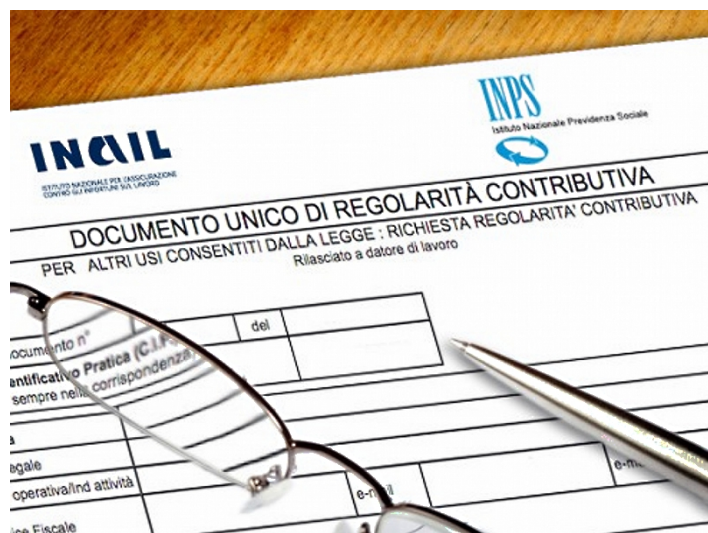 INAIL
ISTITUTO NAZIONALE PER L'ASSICURAZIONE
CONTRO GLI INFORTUNI SUL LAVORO
INPS
Istituto Nazionale Previdenza Sociale
DOCUMENTO UNICO DI REGOLARITÀ CONTRIBUTIVA
PER ALTRI USI CONSENTITI DALLA LEGGE : RICHIESTA REGOLARITA' CONTRIBUTIVA
Rilasciato a datore di lavoro
ocumento n° del
entificativo Pratica (C.I.
sempre nella corrispondenza
a
egale
operativa/ind attività e-mail e-m
ice Fiscale